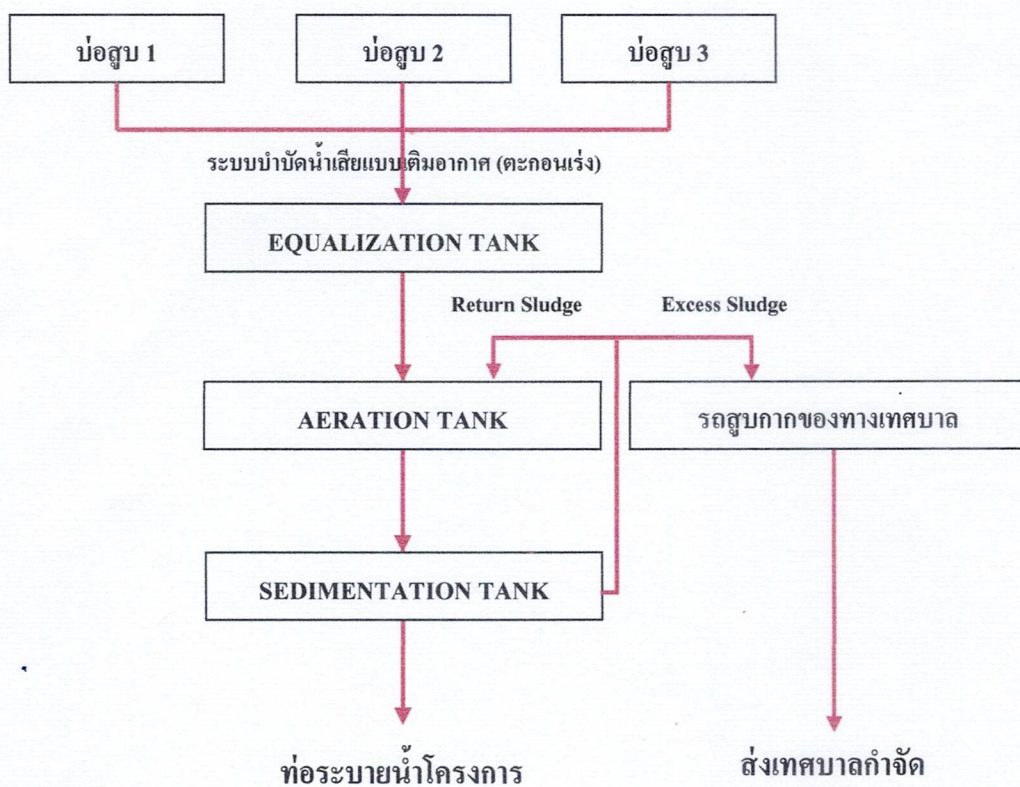 บ่อสูบ 1
บ่อสูบ 2
บ่อสูบ 3
ระบบบำบัดน้ำเสียแบบเติมอากาศ (ตะกอนเร่ง)
EQUALIZATION TANK
Return Sludge
Excess Sludge
AERATION TANK
รถสูบกากของทางเทศบาล
SEDIMENTATION TANK
ท่อระบายน้ำโครงการ
ส่งเทศบาลกำจัด